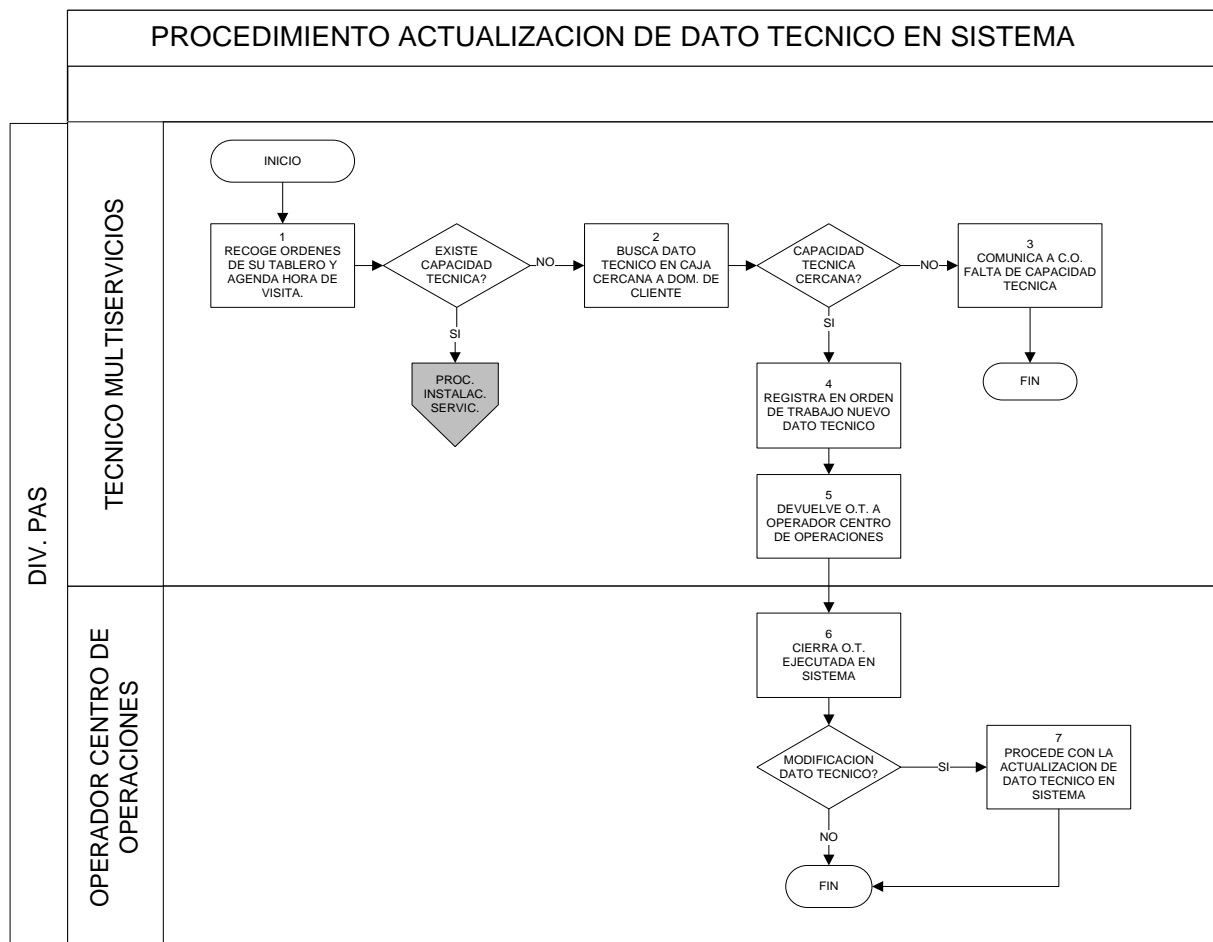 PROCEDIMIENTO ACTUALIZACION DE DATO TECNICO EN SISTEMA
DIV. PAS
TECNICO MULTISERVICIOS
INICIO
1
RECOGE ORDENES
DE SU TABLERO Y
AGENDA HORA DE
VISITA.
EXISTE
CAPACIDAD
TECNICA?
NO
SI
PROC.
INSTALAC.
SERVIC.
2
BUSCA DATO
TECNICO EN CAJA
CERCANA A DOM. DE
CLIENTE
CAPACIDAD
TECNICA
CERCANA?
NO
SI
3
COMUNICA A C.O.
FALTA DE CAPACIDAD
TECNICA
FIN
4
REGISTRA EN ORDEN
DE TRABAJO NUEVO
DATO TECNICO
5
DEVUELVE O.T. A
OPERADOR CENTRO
DE OPERACIONES
OPERADOR CENTRO DE
OPERACIONES
6
CIERRA O.T.
EJECUTADA EN
SISTEMA
MODIFICACION
DATO TECNICO?
SI
NO
7
PROCEDE CON LA
ACTUALIZACION DE
DATO TECNICO EN
SISTEMA
FIN